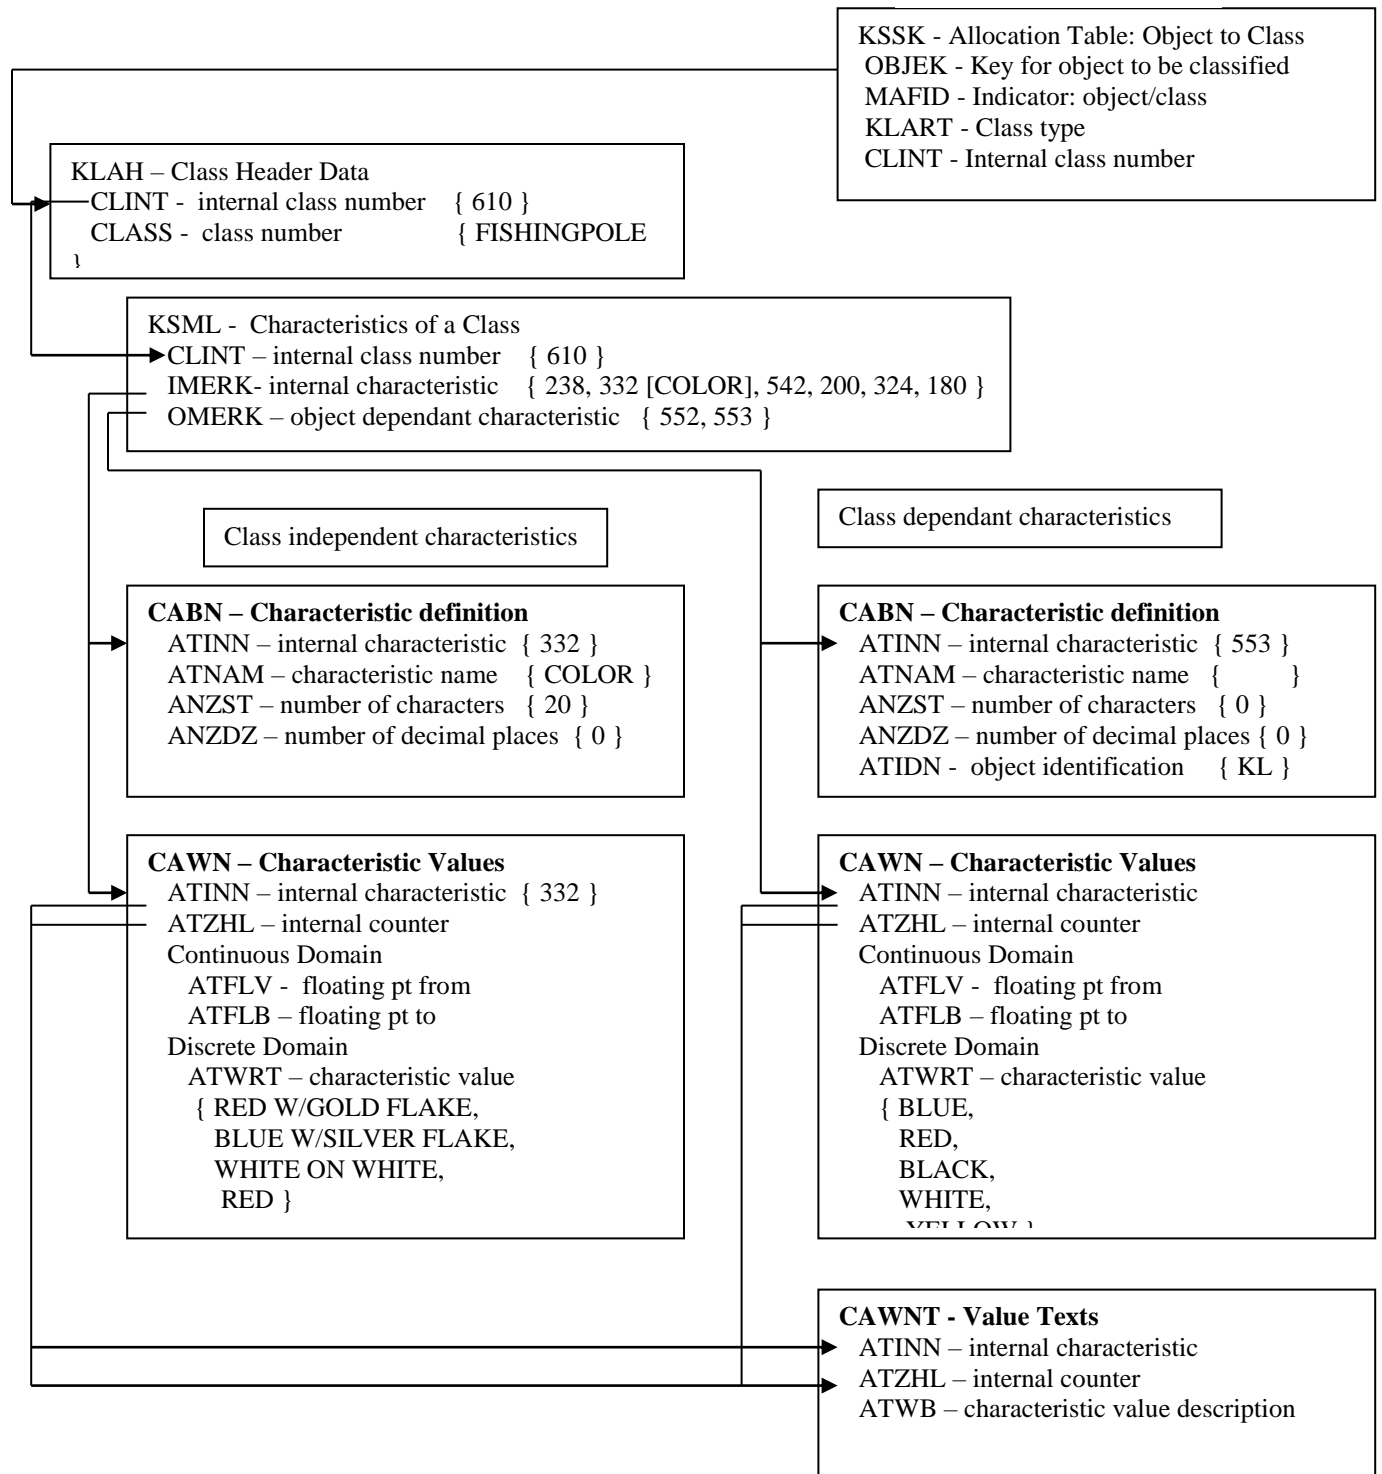 KSSK - Allocation Table: Object to Class
OBJEK - Key for object to be classified
MAFID - Indicator: object/class
KLART - Class type
CLINT - Internal class number
KLAH – Class Header Data
CLINT - internal class number { 610 }
CLASS - class number { FISHINGPOLE
}
KSML - Characteristics of a Class
CLINT – internal class number { 610 }
IMERK- internal characteristic { 238, 332 [COLOR], 542, 200, 324, 180 }
OMERK – object dependant characteristic { 552, 553 }
Class independent characteristics
Class dependant characteristics
CABN – Characteristic definition
ATINN – internal characteristic { 332 }
ATNAM – characteristic name { COLOR }
ANZST – number of characters { 20 }
ANZDZ – number of decimal places { 0 }
CABN – Characteristic definition
ATINN – internal characteristic { 553 }
ATNAM – characteristic name { }
ANZST – number of characters { 0 }
ANZDZ – number of decimal places { 0 }
ATIDN - object identification { KL }
CAWN – Characteristic Values
ATINN – internal characteristic { 332 }
ATZHL – internal counter
Continuous Domain
ATFLV - floating pt from
ATFLB – floating pt to
Discrete Domain
ATWRT – characteristic value
{ RED W/GOLD FLAKE,
BLUE W/SILVER FLAKE,
WHITE ON WHITE,
RED }
CAWN – Characteristic Values
ATINN – internal characteristic
ATZHL – internal counter
Continuous Domain
ATFLV - floating pt from
ATFLB – floating pt to
Discrete Domain
ATWRT – characteristic value
{ BLUE,
RED,
BLACK,
WHITE,
YELLOW }
CAWNT - Value Texts
ATINN – internal characteristic
ATZHL – internal counter
ATWB – characteristic value description